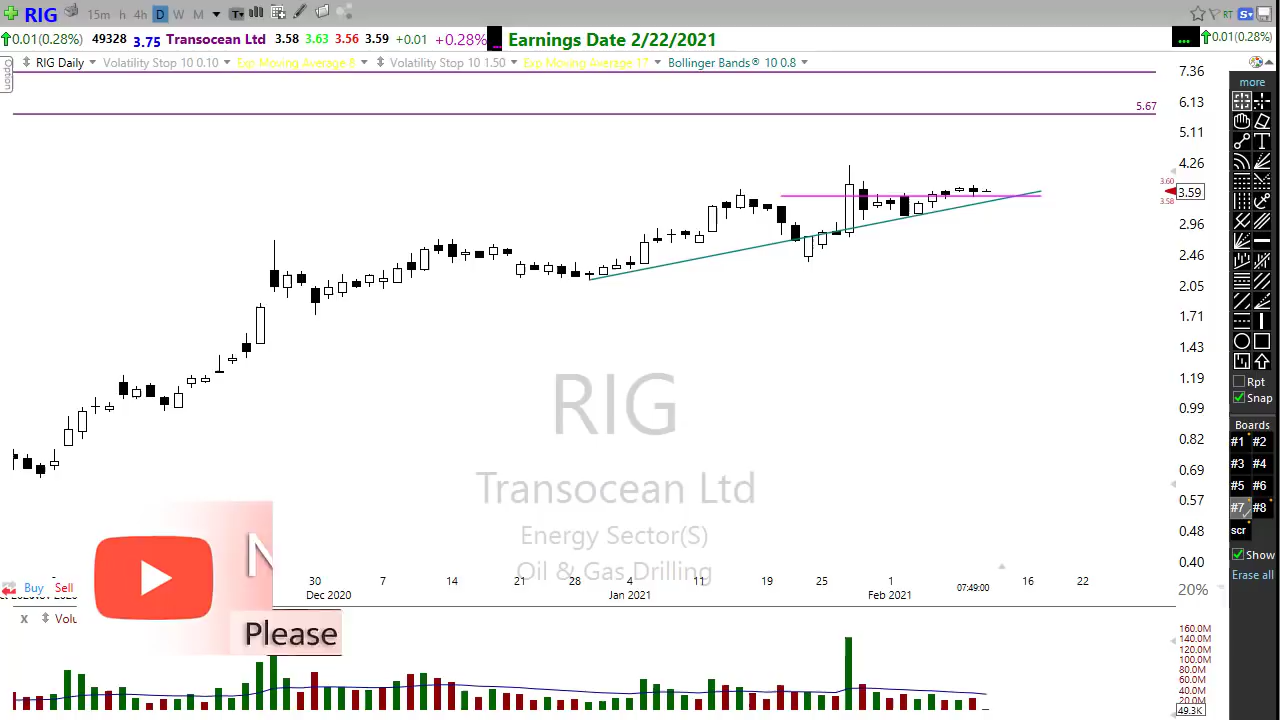 RIG 15m h 4h D W M T RT S
0.01(0.28%) 49328 3.75 Transocean Ltd 3.58 3.63 3.56 3.59 +0.01 +0.28% ... Earnings Date 2/22/2021 ... 0.01(0.28%)
Option
RIG Daily Volatility Stop 10 0.10 Exp Moving Average 8 Volatility Stop 10 1.50 Exp Moving Average 17 Bollinger Bands® 10 0.8
7.36
more
6.13
5.67
5.11
4.26
3.60
3.59
3.58
2.96
2.46
2.05
1.71
1.43
1.19
0.99
0.82
0.69
0.57
0.48
0.40
Rpt
Snap
Boards
#1 #2
#3 #4
#5 #6
#7 #8
scr
Show
Erase all
RIG
Transocean Ltd
Energy Sector(S)
Oil & Gas Drilling
30 7 14 21 28 4 11 19 25 1 07:49:00 16 22
Dec 2020 Jan 2021 Feb 2021
20%
Buy Sell
N
Please
x Volu
160.0M
140.0M
120.0M
100.0M
80.0M
60.0M
40.0M
20.0M
49.3K